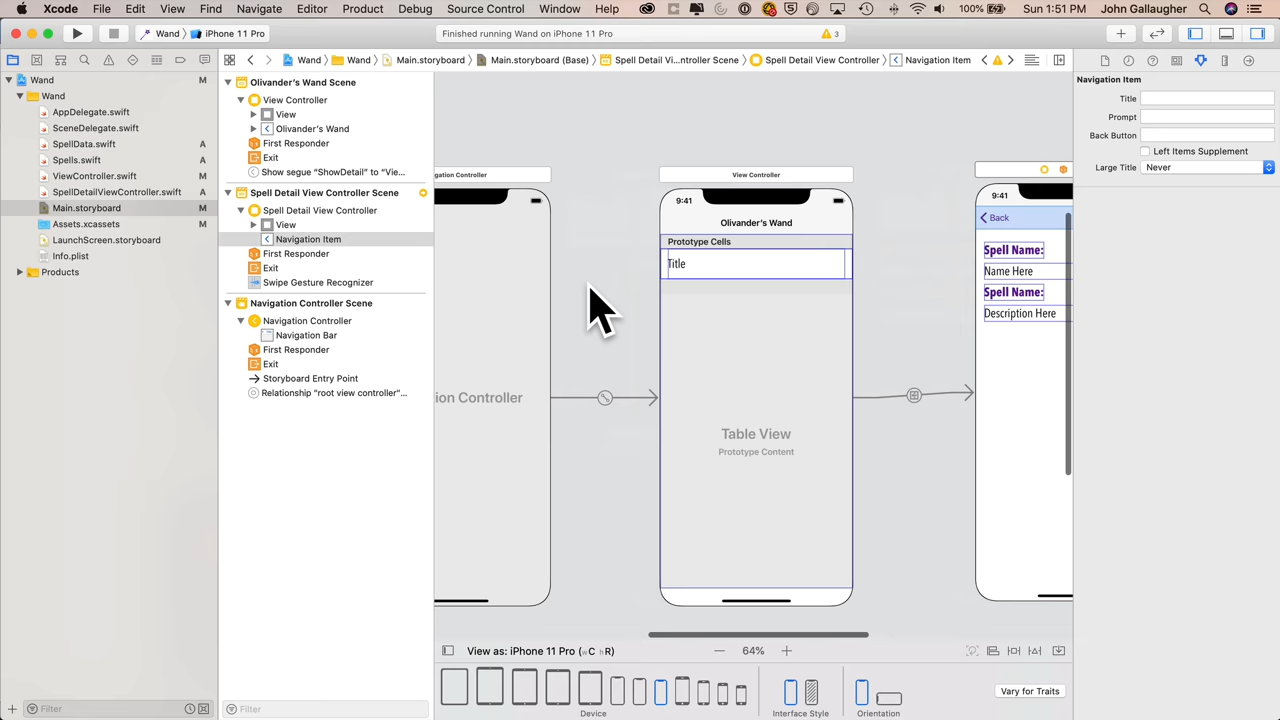 Xcode File Edit View Find Navigate Editor Product Debug Source Control Window Help 100% Sun 1:51 PM John Gallagher
Wand iPhone 11 Pro
Finished running Wand on iPhone 11 Pro
3
Wand Wand Main.storyboard Main.storyboard (Base) Spell Detail Vi...ntroller Scene Spell Detail View Controller Navigation Item
Wand M
Wand
AppDelegate.swift
SceneDelegate.swift
SpellData.swift A
Spells.swift A
ViewController.swift M
SpellDetailViewController.swift A
Main.storyboard M
Assets.xcassets M
LaunchScreen.storyboard
Info.plist
Products
Filter
Olivander's Wand Scene
View Controller
View
Olivander's Wand
First Responder
Exit
Show segue "ShowDetail" to "Vie...
Spell Detail View Controller Scene
Spell Detail View Controller
View
Navigation Item
First Responder
Exit
Swipe Gesture Recognizer
Navigation Controller Scene
Navigation Controller
Navigation Bar
First Responder
Exit
Storyboard Entry Point
Relationship "root view controller"...
Filter
gation Controller
ion Controller
View Controller
9:41
Olivander's Wand
Prototype Cells
Title
Table View
Prototype Content
9:41
Back
Spell Name:
Name Here
Spell Name:
Description Here
View as: iPhone 11 Pro (wC hR)
64%
Device
Interface Style
Orientation
Vary for Traits
Navigation Item
Title
Prompt
Back Button
Left Items Supplement
Large Title Never